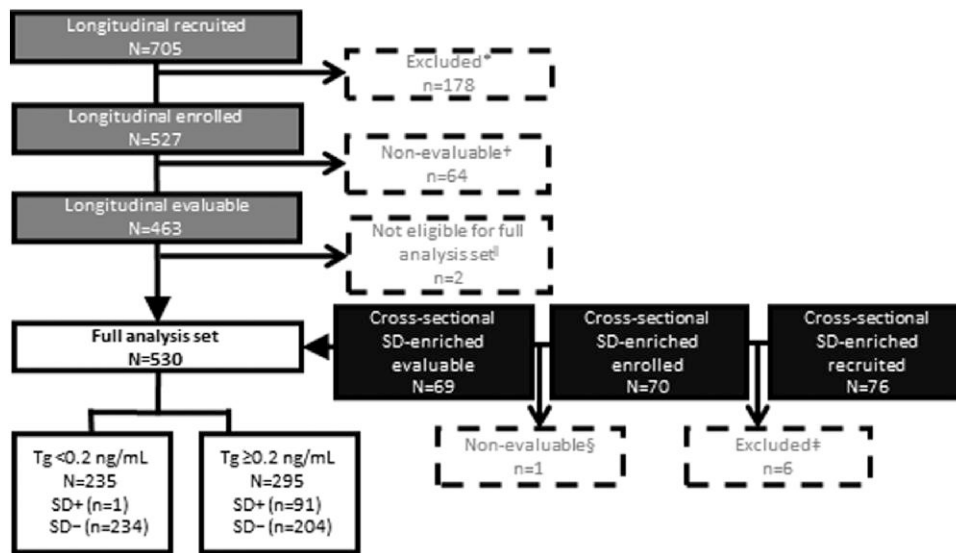 Longitudinal recruited
N=705
Excluded*
n=178
Longitudinal enrolled
N=527
Non-evaluable†
n=64
Longitudinal evaluable
N=463
Not eligible for full
analysis set‖
n=2
Full analysis set
N=530
Cross-sectional
SD-enriched
evaluable
N=69
Cross-sectional
SD-enriched
enrolled
N=70
Cross-sectional
SD-enriched
recruited
N=76
Non-evaluable§
n=1
Excluded‡
n=6
Tg <0.2 ng/mL
N=235
SD+ (n=1)
SD− (n=234)
Tg ≥0.2 ng/mL
N=295
SD+ (n=91)
SD− (n=204)